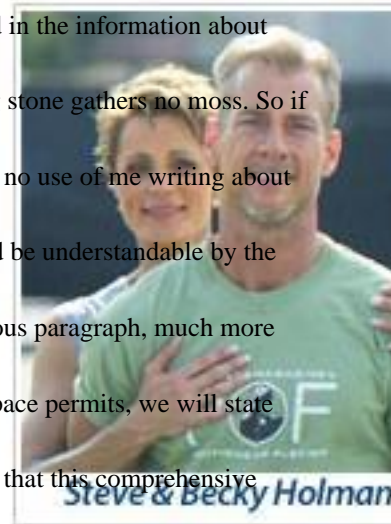 in the information about
stone gathers no moss. So if
no use of me writing about
be understandable by the
ous paragraph, much more
pace permits, we will state
that this comprehensive
Steve & Becky Holman